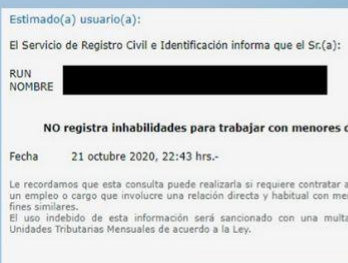 Estimado(a) usuario(a):
El Servicio de Registro Civil e Identificación informa que el Sr.(a):
RUN
NOMBRE
NO registra inhabilidades para trabajar con menores
Fecha 21 octubre 2020, 22:43 hrs.-
Le recordamos que esta consulta puede realizarla si requiere contratar a
un empleo o cargo que involucre una relación directa y habitual con
fines similares.
El uso indebido de esta información será sancionado con una multa
Unidades Tributarias Mensuales de acuerdo a la Ley.